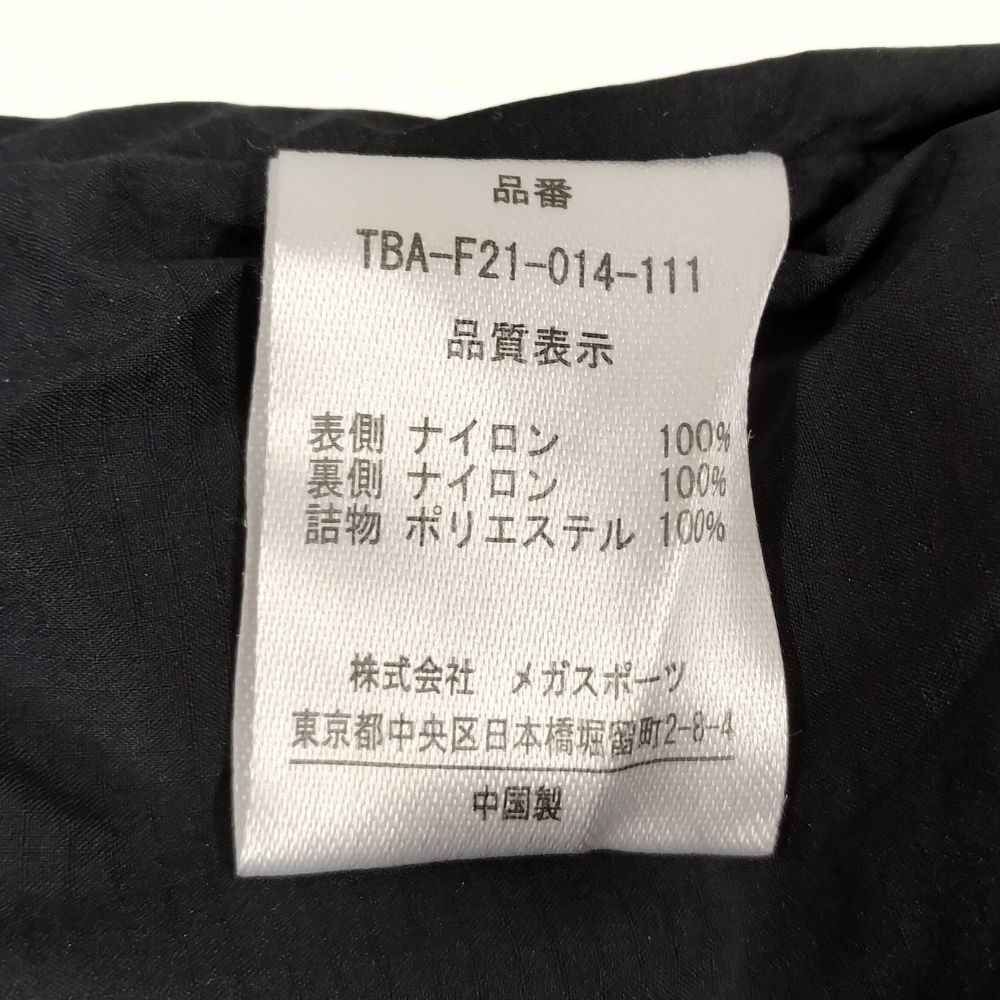 品番
TBA-F21-014-111
品質表示
表側 ナイロン 100%
裏側 ナイロン 100%
詰物 ポリエステル 100%
株式会社 メガスポーツ
東京都中央区日本橋堀留町2-8-4
中国製